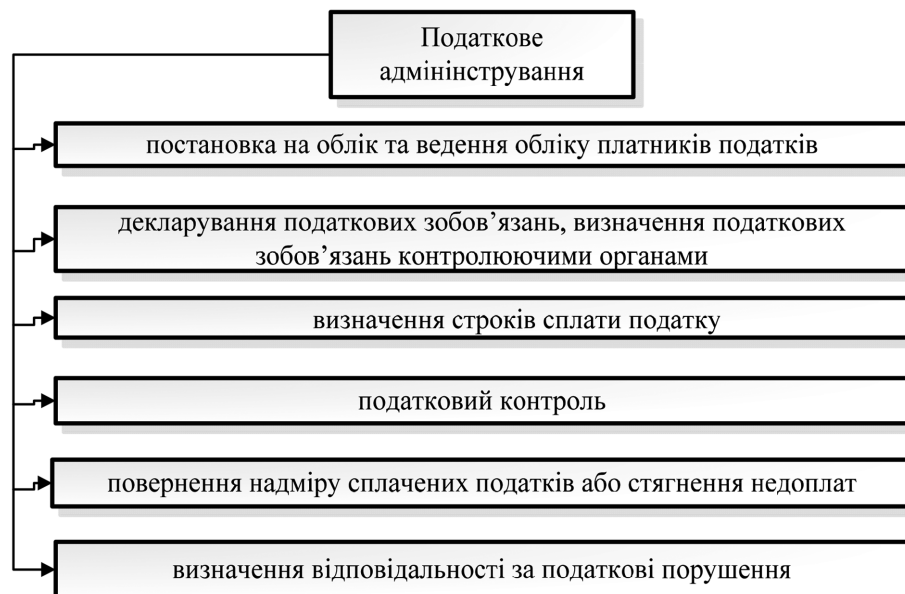 Податкове
адмінінстрування
постановка на облік та ведення обліку платників податків
декларування податкових зобов’язань, визначення податкових
зобов’язань контролюючими органами
визначення строків сплати податку
податковий контроль
повернення надміру сплачених податків або стягнення недоплат
визначення відповідальності за податкові порушення